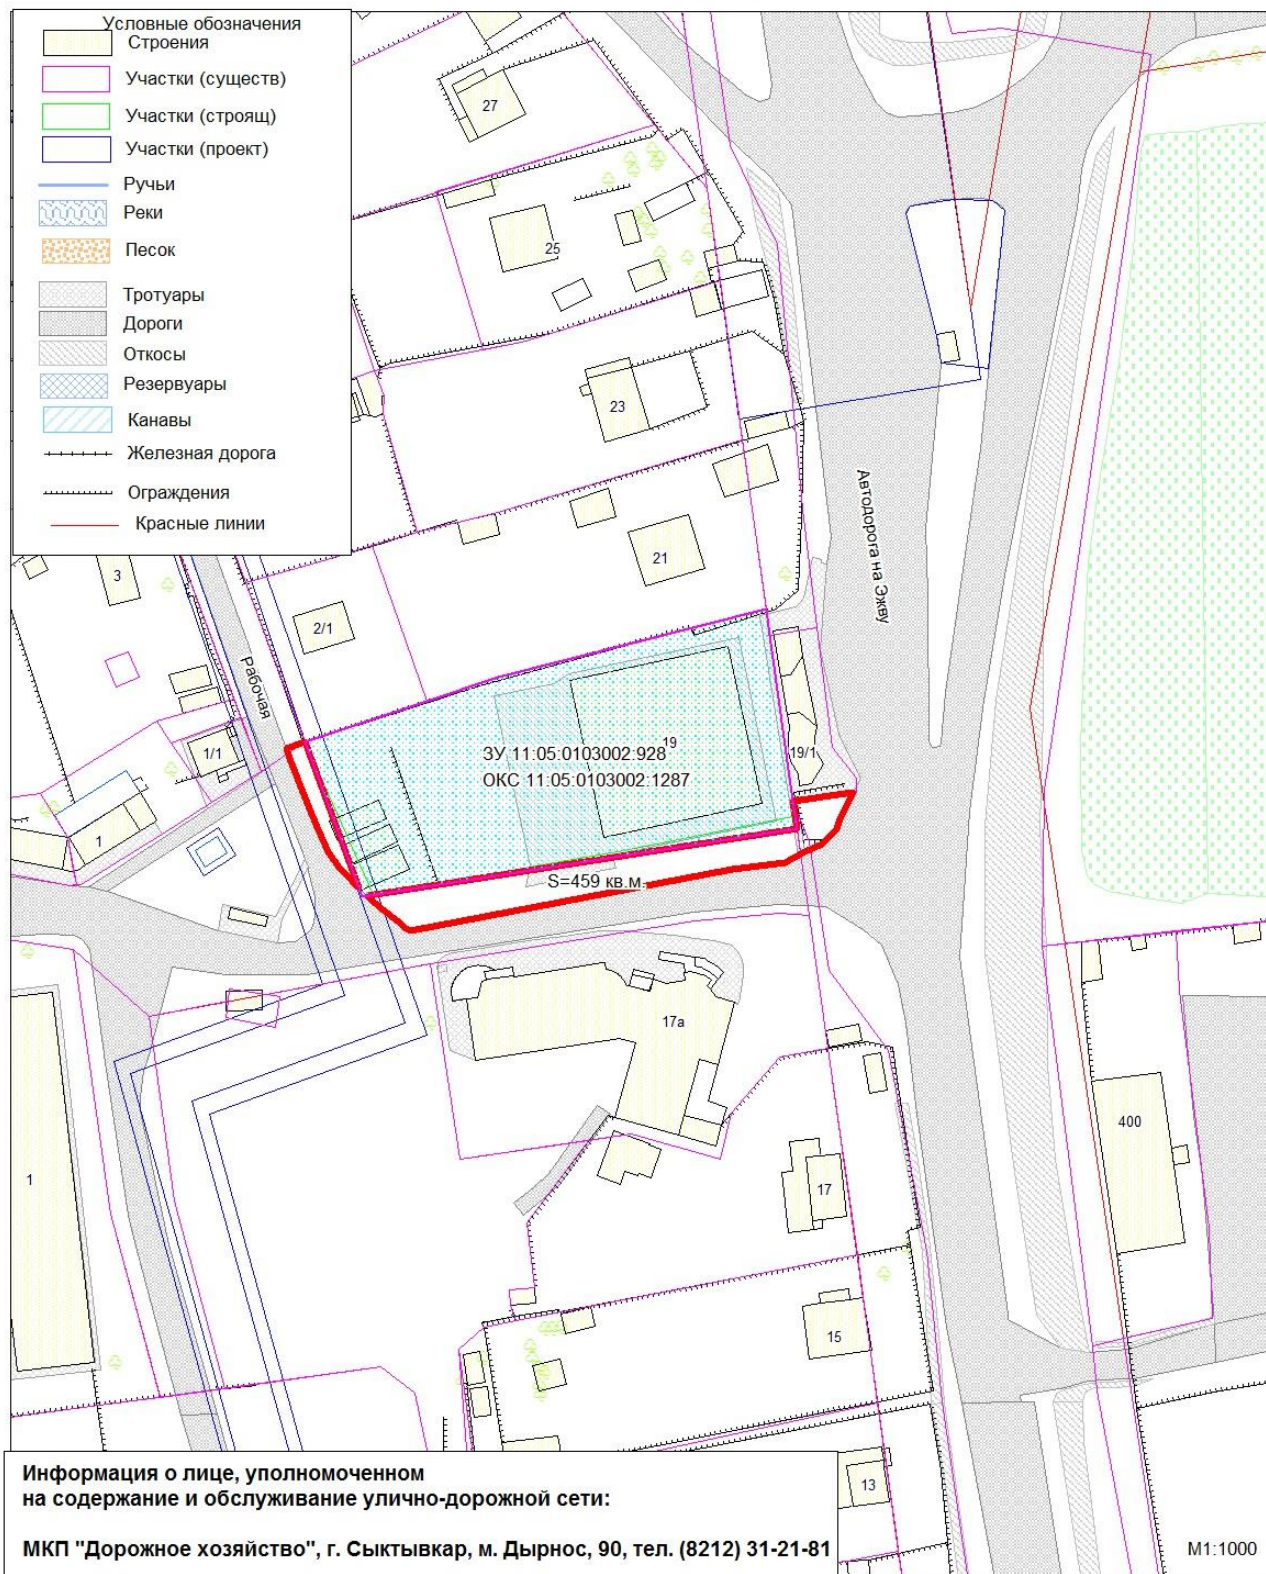 Условные обозначения
Строения
Участки (существ)
Участки (строящ)
Участки (проект)
Ручьи
Реки
Песок
Тротуары
Дороги
Откосы
Резервуары
Канавы
Железная дорога
Ограждения
Красные линии
27
25
23
21
3
2/1
Рабочая
1/1
1
Автодорога на Эжву
19
ЗУ 11:05:0103002:928
ОКС 11:05:0103002:1287
19/1
S=459 кв.м.
17а
400
1
17
15
13
Информация о лице, уполномоченном
на содержание и обслуживание улично-дорожной сети:
МКП "Дорожное хозяйство", г. Сыктывкар, м. Дырнос, 90, тел. (8212) 31-21-81
М1:1000